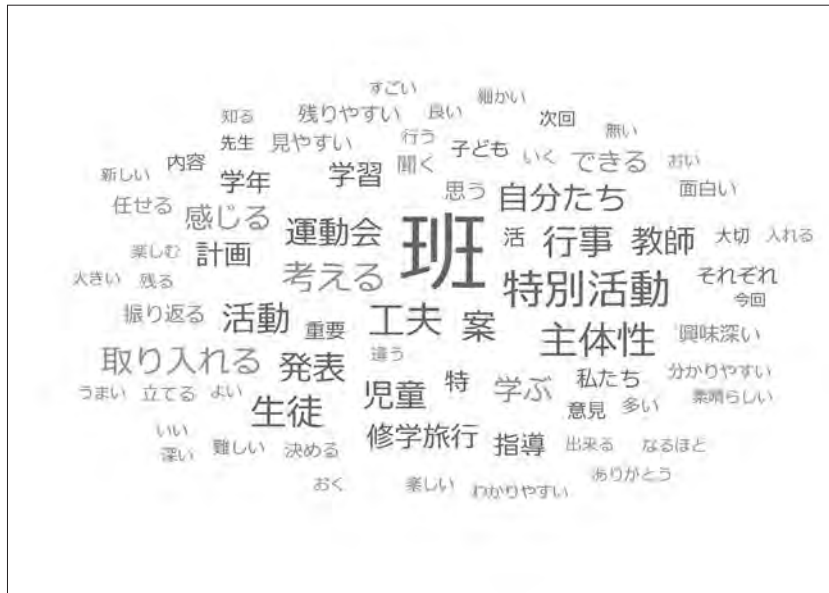 すごい 細かい
知る 残りやすい 良い 次回
先生 見やすい 行う 子ども 無い
新しい 内容 学年 学習 聞く いく できる おい
任せる 感じる 思う 自分たち 面白い
運動会 班 活 行事 教師 大切 入れる
楽しむ 計画 考える 特別活動 それぞれ
大きい 残る 今回
振り返る 活動 重要 工夫 案 主体性 興味深い
取り入れる 発表 違う 分かりやすい
うまい 立てる よい 児童 特 学ぶ 私たち 素晴らしい
生徒 意見 多い
いい 修学旅行 指導 出来る なるほど
深い 難しい 決める
おく 楽しい わかりやすい ありがとう